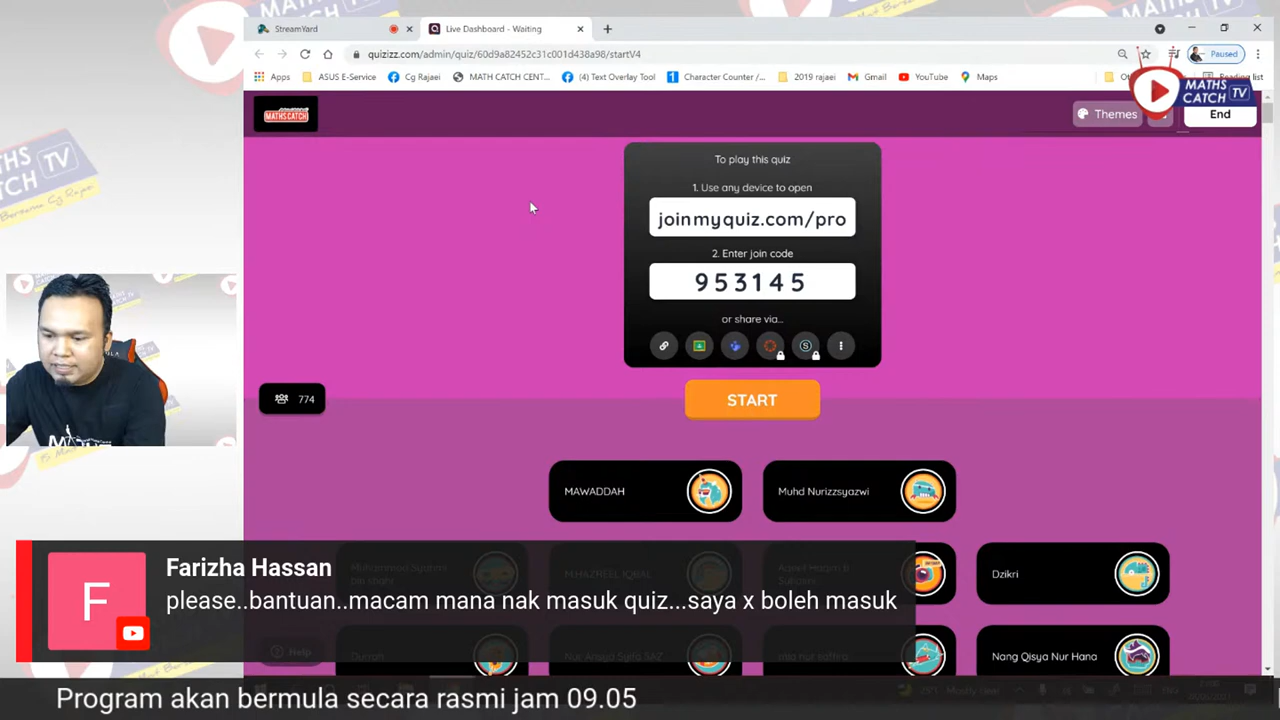 StreamYard
Live Dashboard - Waiting
quizizz.com/admin/quiz/60d9a82452c31c001d438a98/startV4
Paused
Apps
ASUS E-Service
Cg Rajaei
MATH CATCH CENT...
(4) Text Overlay Tool
Character Counter /...
2019 rajaei
Gmail
YouTube
Maps
MATHS
CATCH TV
MATHS CATCH
Themes
End
To play this quiz
1. Use any device to open
joinmyquiz.com/pro
2. Enter join code
953145
or share via...
774
START
MAWADDAH
Muhd Nurizzsyazwi
Dzikri
Farizha Hassan
F
please..bantuan..macam mana nak masuk quiz...saya x boleh masuk
Help
Nang Qisya Nur Hana
Program akan bermula secara rasmi jam 09.05